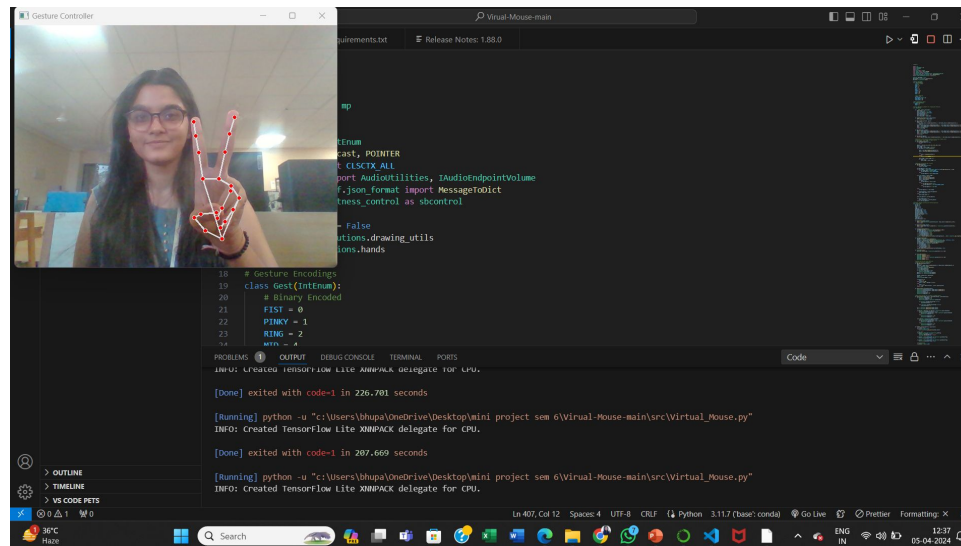 Gesture Controller
Virual-Mouse-main
quirements.txt
Release Notes: 1.88.0
mp
tEnum
cast, POINTER
t CLSCTX_ALL
port AudioUtilities, IAudioEndpointVolume
f.json_format import MessageToDict
tness_control as sbcontrol
= False
utions.drawing_utils
ions.hands
18 # Gesture Encodings
19 class Gest(IntEnum):
20 # Binary Encoded
21 FIST = 0
22 PINKY = 1
23 RING = 2
24 MID = 4
PROBLEMS 1 OUTPUT DEBUG CONSOLE TERMINAL PORTS Code
INFO: Created TensorFlow Lite XNNPACK delegate for CPU.
[Done] exited with code=1 in 226.701 seconds
[Running] python -u "c:\Users\bhupa\OneDrive\Desktop\mini project sem 6\Virual-Mouse-main\src\Virtual_Mouse.py"
INFO: Created TensorFlow Lite XNNPACK delegate for CPU.
[Done] exited with code=1 in 207.669 seconds
[Running] python -u "c:\Users\bhupa\OneDrive\Desktop\mini project sem 6\Virual-Mouse-main\src\Virtual_Mouse.py"
INFO: Created TensorFlow Lite XNNPACK delegate for CPU.
OUTLINE
TIMELINE
VS CODE PETS
0 1 0 Ln 407, Col 12 Spaces: 4 UTF-8 CRLF Python 3.11.7 ('base': conda) Go Live Prettier Formatting: ×
36°C
Haze
Search
ENG
IN
12:37
05-04-2024